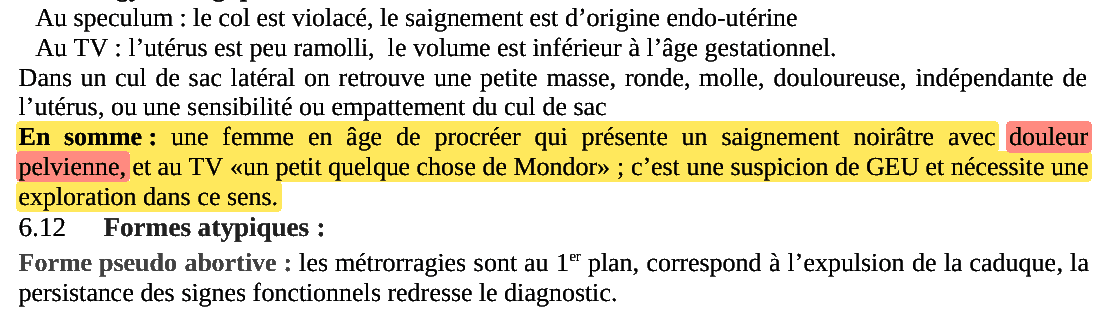 Au speculum : le col est violacé, le saignement est d’origine endo-utérine
Au TV : l’utérus est peu ramolli, le volume est inférieur à l’âge gestationnel.
Dans un cul de sac latéral on retrouve une petite masse, ronde, molle, douloureuse, indépendante de
l’utérus, ou une sensibilité ou empattement du cul de sac
En somme : une femme en âge de procréer qui présente un saignement noirâtre avec douleur
pelvienne, et au TV «un petit quelque chose de Mondor» ; c’est une suspicion de GEU et nécessite une
exploration dans ce sens.
6.12 Formes atypiques :
Forme pseudo abortive : les métrorragies sont au 1er plan, correspond à l’expulsion de la caduque, la
persistance des signes fonctionnels redresse le diagnostic.